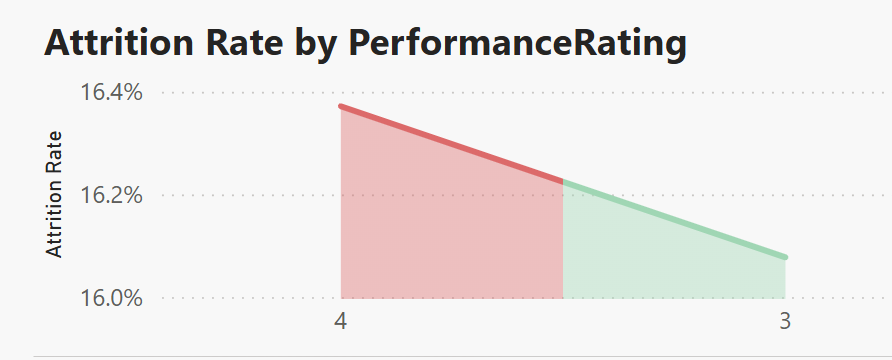 Attrition Rate by PerformanceRating
16.4%
Attrition Rate
16.2%
16.0%
4 3